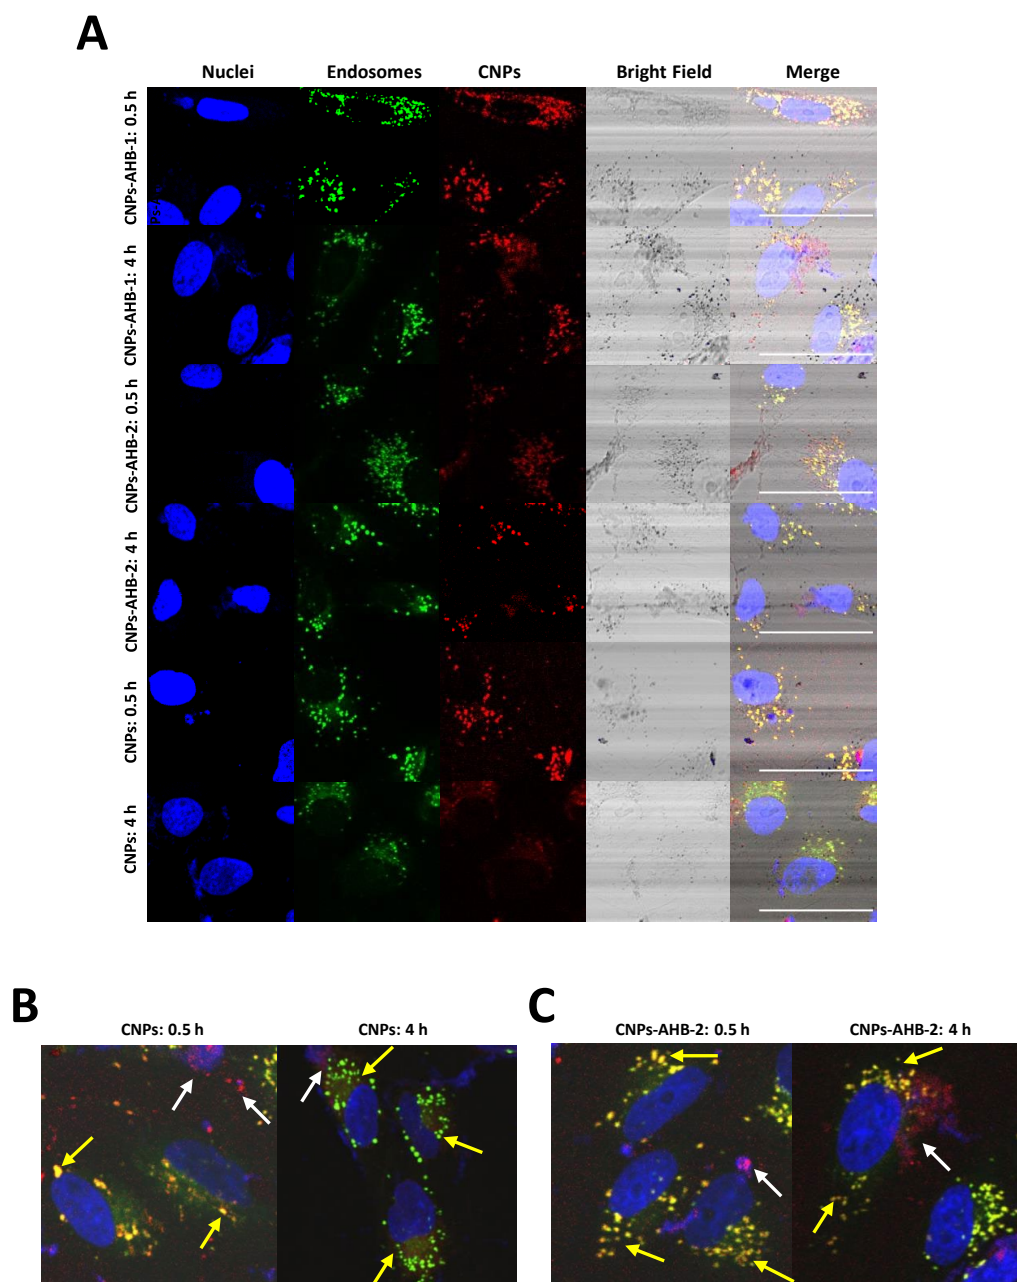 A
Nuclei Endosomes CNPs Bright Field Merge
CNPs-AHB-1: 0.5 h
CNPs-AHB-1: 4 h
CNPs-AHB-2: 0.5 h
CNPs-AHB-2: 4 h
CNPs: 0.5 h
CNPs: 4 h
B
CNPs: 0.5 h CNPs: 4 h
C
CNPs-AHB-2: 0.5 h CNPs-AHB-2: 4 h